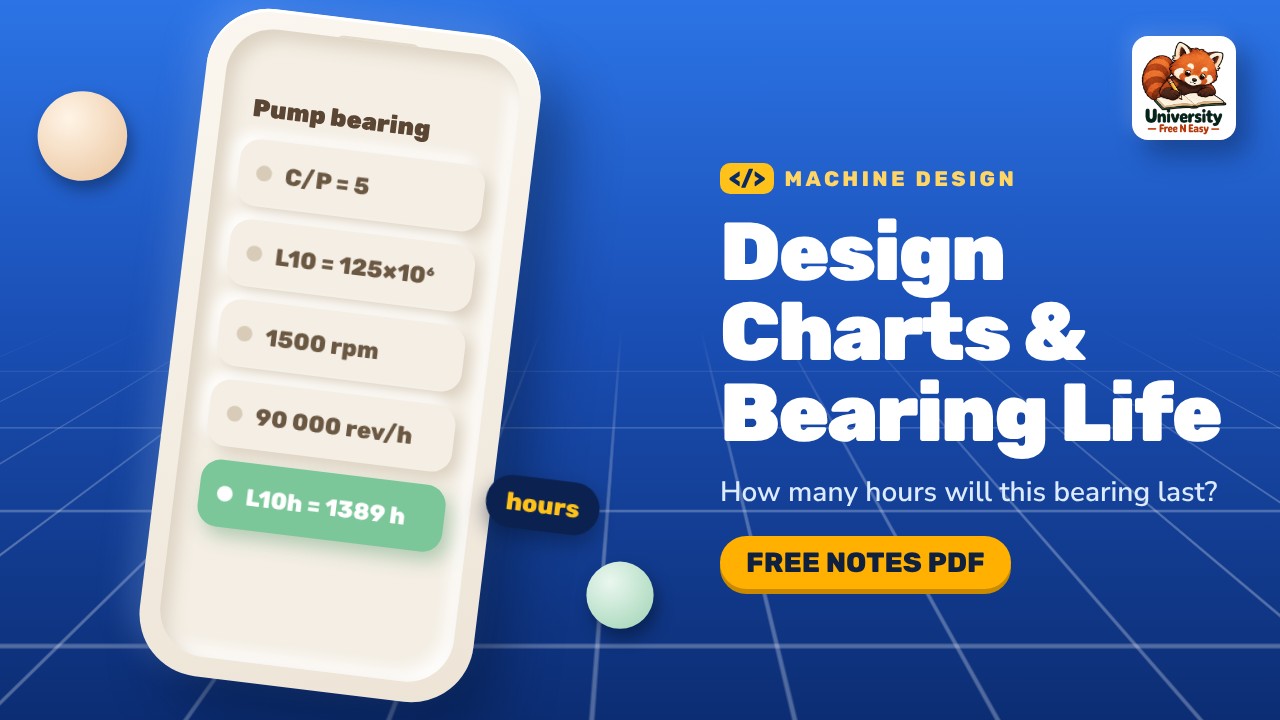 Pump bearing
C/P = 5
L10 = 125×10⁶
1500 rpm
90 000 rev/h
L10h = 1389 h
hours
University
Free N Easy
</> MACHINE DESIGN
Design
Charts &
Bearing Life
How many hours will this bearing last?
FREE NOTES PDF